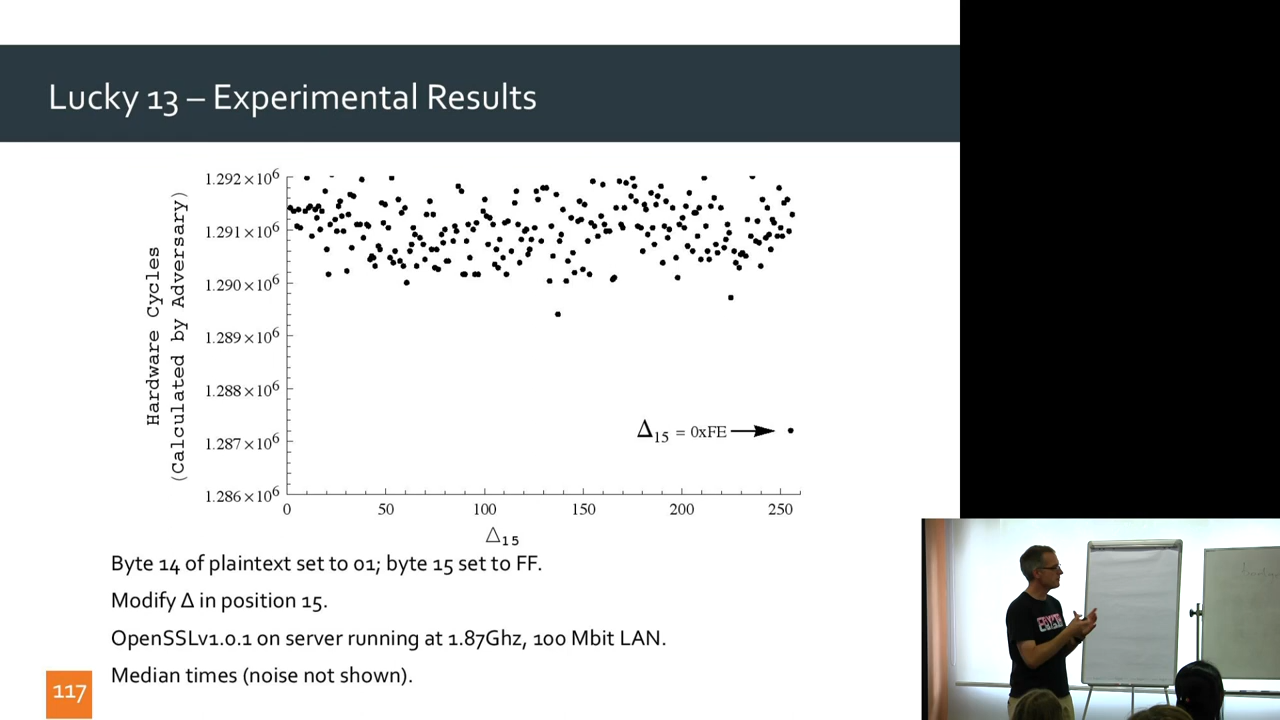 Lucky 13 – Experimental Results
Hardware Cycles
(Calculated by Adversary)
1.292×10⁶
1.291×10⁶
1.290×10⁶
1.289×10⁶
1.288×10⁶
1.287×10⁶
1.286×10⁶
Δ₁₅ = 0xFE
0 50 100 150 200 250
Δ₁₅
Byte 14 of plaintext set to 01; byte 15 set to FF.
Modify Δ in position 15.
OpenSSLv1.0.1 on server running at 1.87Ghz, 100 Mbit LAN.
Median times (noise not shown).
117